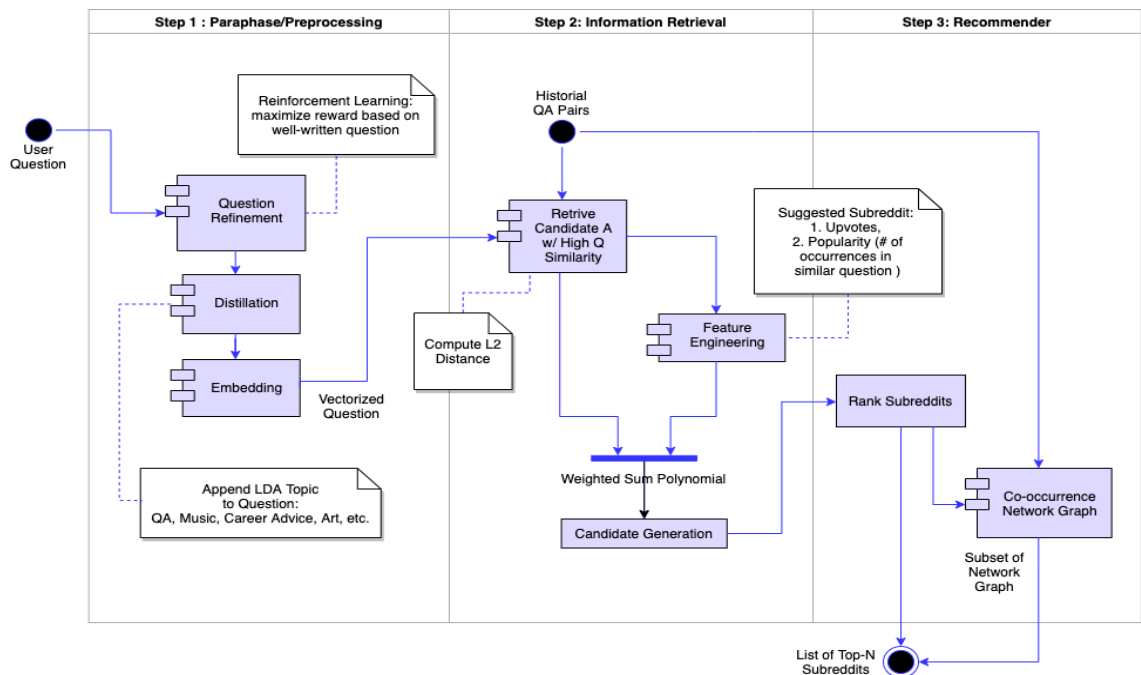 Step 1 : Paraphase/Preprocessing
Step 2: Information Retrieval
Step 3: Recommender
User
Question
Reinforcement Learning:
maximize reward based on
well-written question
Question
Refinement
Distillation
Embedding
Vectorized
Question
Append LDA Topic
to Question:
QA, Music, Career Advice, Art, etc.
Historial
QA Pairs
Retrive
Candidate A
w/ High Q
Similarity
Compute L2
Distance
Suggested Subreddit:
1. Upvotes,
2. Popularity (# of
occurrences in
similar question )
Feature
Engineering
Weighted Sum Polynomial
Candidate Generation
Rank Subreddits
Co-occurrence
Network Graph
Subset of
Network
Graph
List of Top-N
Subreddits